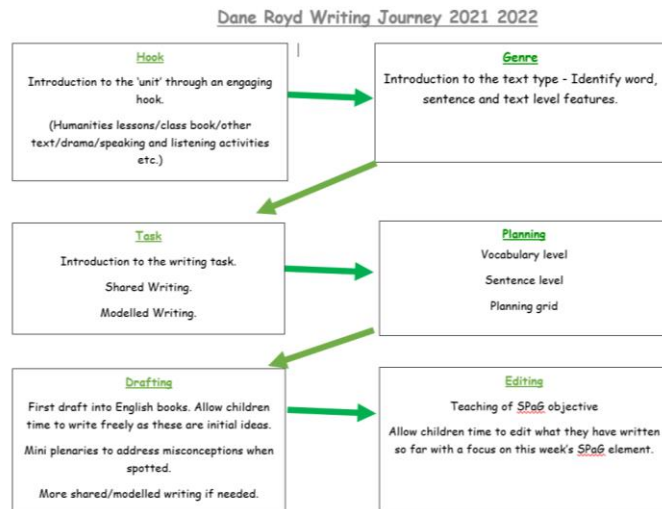 Dane Royd Writing Journey 2021 2022
Hook
Introduction to the 'unit' through an engaging
hook.
(Humanities lessons/class book/other
text/drama/speaking and listening activities
etc.)
Genre
Introduction to the text type - Identify word,
sentence and text level features.
Task
Introduction to the writing task.
Shared Writing.
Modelled Writing.
Planning
Vocabulary level
Sentence level
Planning grid
Drafting
First draft into English books. Allow children
time to write freely as these are initial ideas.
Mini plenaries to address misconceptions when
spotted.
More shared/modelled writing if needed.
Editing
Teaching of SPaG objective
Allow children time to edit what they have written
so far with a focus on this week's SPaG element.